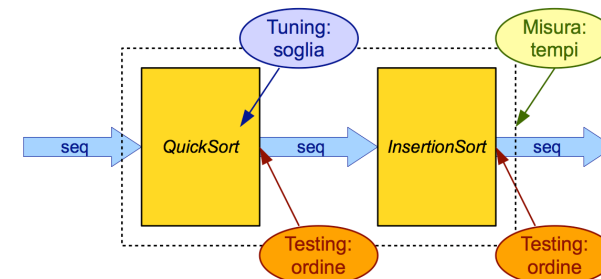 Tuning:
soglia
Misura:
tempi
seq
QuickSort
seq
InsertionSort
seq
Testing:
ordine
Testing:
ordine